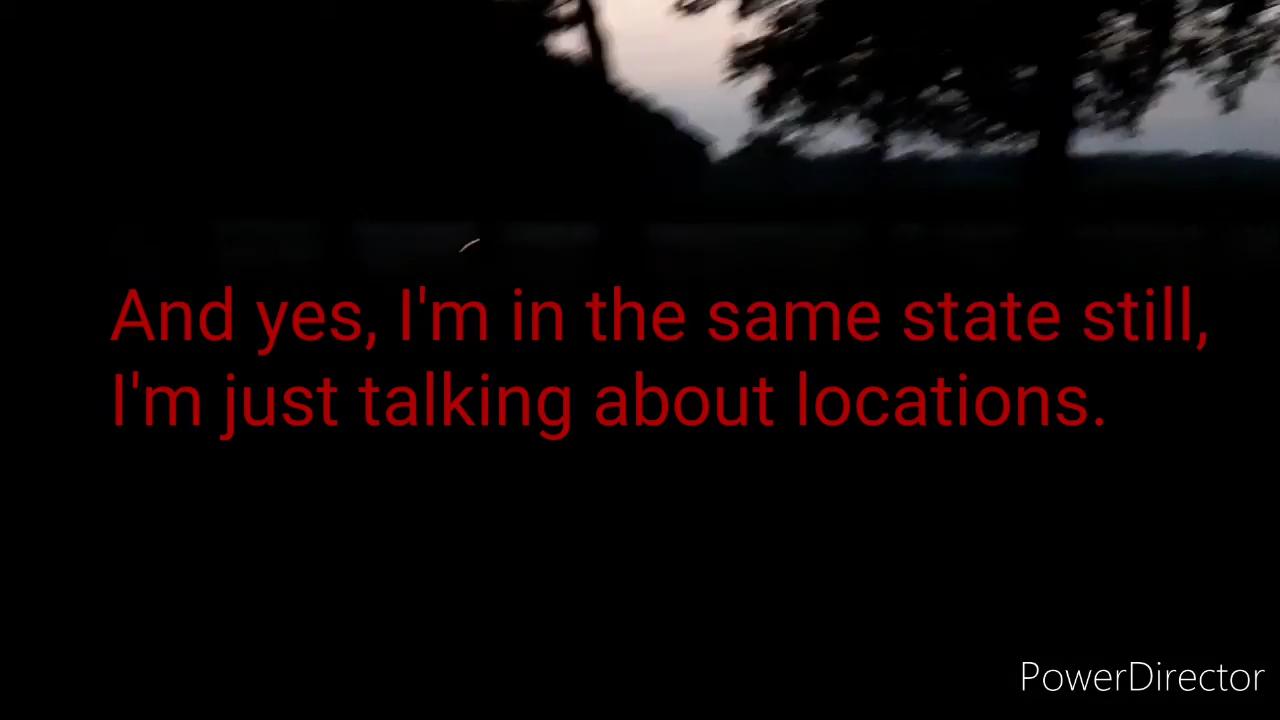 And yes, I'm in the same state still,
I'm just talking about locations.
PowerDirector